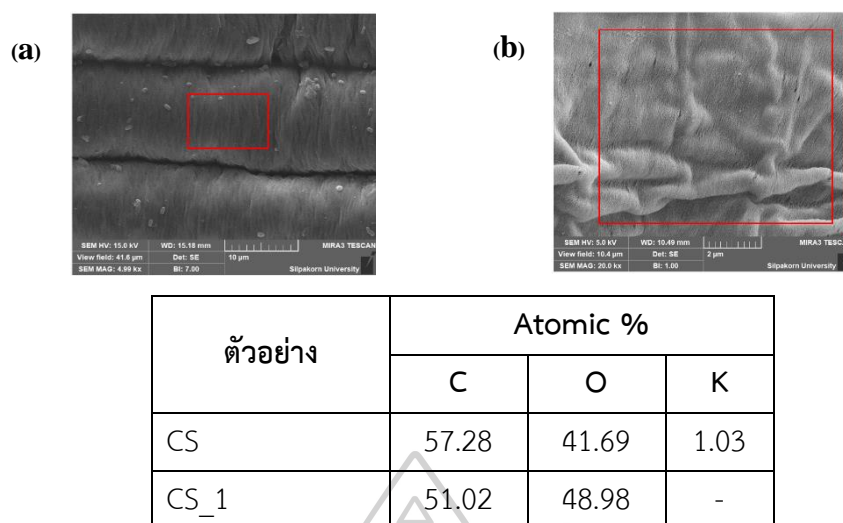 (a)
(b)
SEM HV: 15.0 kV WD: 15.18 mm MIRA3 TESCAN
View field: 41.6 µm Det: SE 10 µm
SEM MAG: 4.99 kx BI: 7.00 Silpakorn University
SEM HV: 5.0 kV WD: 10.49 mm MIRA3 TESC
View field: 10.4 µm Det: SE 2 µm
SEM MAG: 20.0 kx BI: 1.00 Silpakorn University
ตัวอย่าง Atomic %
C O K
CS 57.28 41.69 1.03
CS_1 51.02 48.98 -